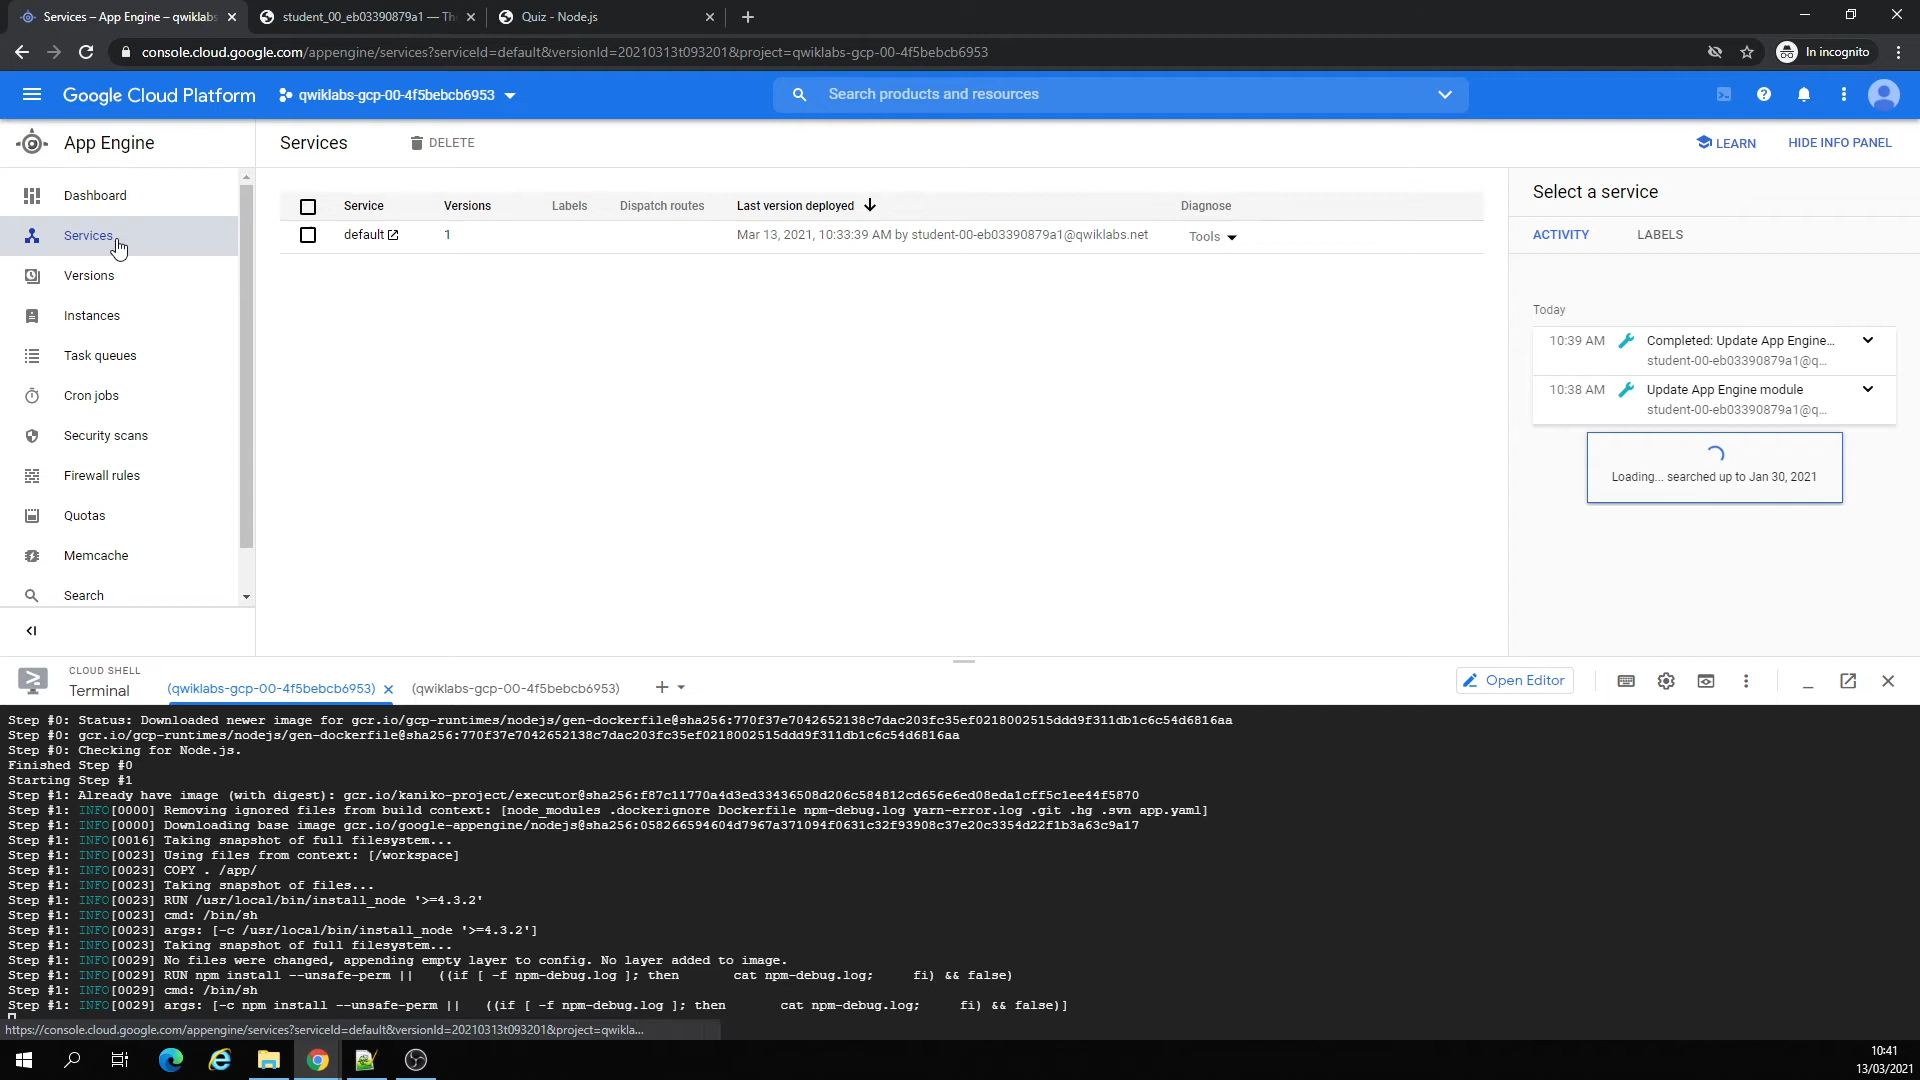 Services – App Engine – qwiklabs
student_00_eb03390879a1 — Th
Quiz - Node.js
console.cloud.google.com/appengine/services?serviceId=default&versionId=20210313t093201&project=qwiklabs-gcp-00-4f5bebcb6953
In incognito
Google Cloud Platform
qwiklabs-gcp-00-4f5bebcb6953
Search products and resources
App Engine
Services
DELETE
LEARN
HIDE INFO PANEL
Dashboard
Services
Versions
Instances
Task queues
Cron jobs
Security scans
Firewall rules
Quotas
Memcache
Search
Service Versions Labels Dispatch routes Last version deployed Diagnose
default 1 Mar 13, 2021, 10:33:39 AM by student-00-eb03390879a1@qwiklabs.net Tools
Select a service
ACTIVITY LABELS
Today
10:39 AM Completed: Update App Engine...
student-00-eb03390879a1@q...
10:38 AM Update App Engine module
student-00-eb03390879a1@q...
Loading... searched up to Jan 30, 2021
CLOUD SHELL
Terminal
(qwiklabs-gcp-00-4f5bebcb6953)
(qwiklabs-gcp-00-4f5bebcb6953)
Open Editor
Step #0: Status: Downloaded newer image for gcr.io/gcp-runtimes/nodejs/gen-dockerfile@sha256:770f37e7042652138c7dac203fc35ef0218002515ddd9f311db1c6c54d6816aa
Step #0: gcr.io/gcp-runtimes/nodejs/gen-dockerfile@sha256:770f37e7042652138c7dac203fc35ef0218002515ddd9f311db1c6c54d6816aa
Step #0: Checking for Node.js.
Finished Step #0
Starting Step #1
Step #1: Already have image (with digest): gcr.io/kaniko-project/executor@sha256:f87c11770a4d3ed33436508d206c584812cd656e6ed08eda1cff5c1ee44f5870
Step #1: INFO[0000] Removing ignored files from build context: [node_modules .dockerignore Dockerfile npm-debug.log yarn-error.log .git .hg .svn app.yaml]
Step #1: INFO[0000] Downloading base image gcr.io/google-appengine/nodejs@sha256:058266594604d7967a371094f0631c32f93908c37e20c3354d22f1b3a63c9a17
Step #1: INFO[0016] Taking snapshot of full filesystem...
Step #1: INFO[0023] Using files from context: [/workspace]
Step #1: INFO[0023] COPY . /app/
Step #1: INFO[0023] Taking snapshot of files...
Step #1: INFO[0023] RUN /usr/local/bin/install_node '>=4.3.2'
Step #1: INFO[0023] cmd: /bin/sh
Step #1: INFO[0023] args: [-c /usr/local/bin/install_node '>=4.3.2']
Step #1: INFO[0023] Taking snapshot of full filesystem...
Step #1: INFO[0029] No files were changed, appending empty layer to config. No layer added to image.
Step #1: INFO[0029] RUN npm install --unsafe-perm || ((if [ -f npm-debug.log ]; then cat npm-debug.log; fi) && false)
Step #1: INFO[0029] cmd: /bin/sh
Step #1: INFO[0029] args: [-c npm install --unsafe-perm || ((if [ -f npm-debug.log ]; then cat npm-debug.log; fi) && false)]
https://console.cloud.google.com/appengine/services?serviceId=default&versionId=20210313t093201&project=qwikla...
10:41
13/03/2021